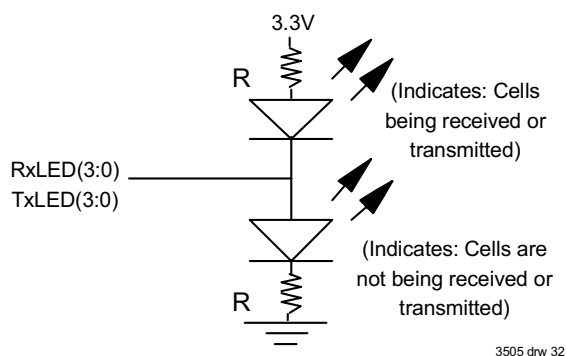 3.3V
R
(Indicates: Cells
being received or
transmitted)
RxLED(3:0)
TxLED(3:0)
(Indicates: Cells are
not being received or
transmitted)
R
3505 drw 32